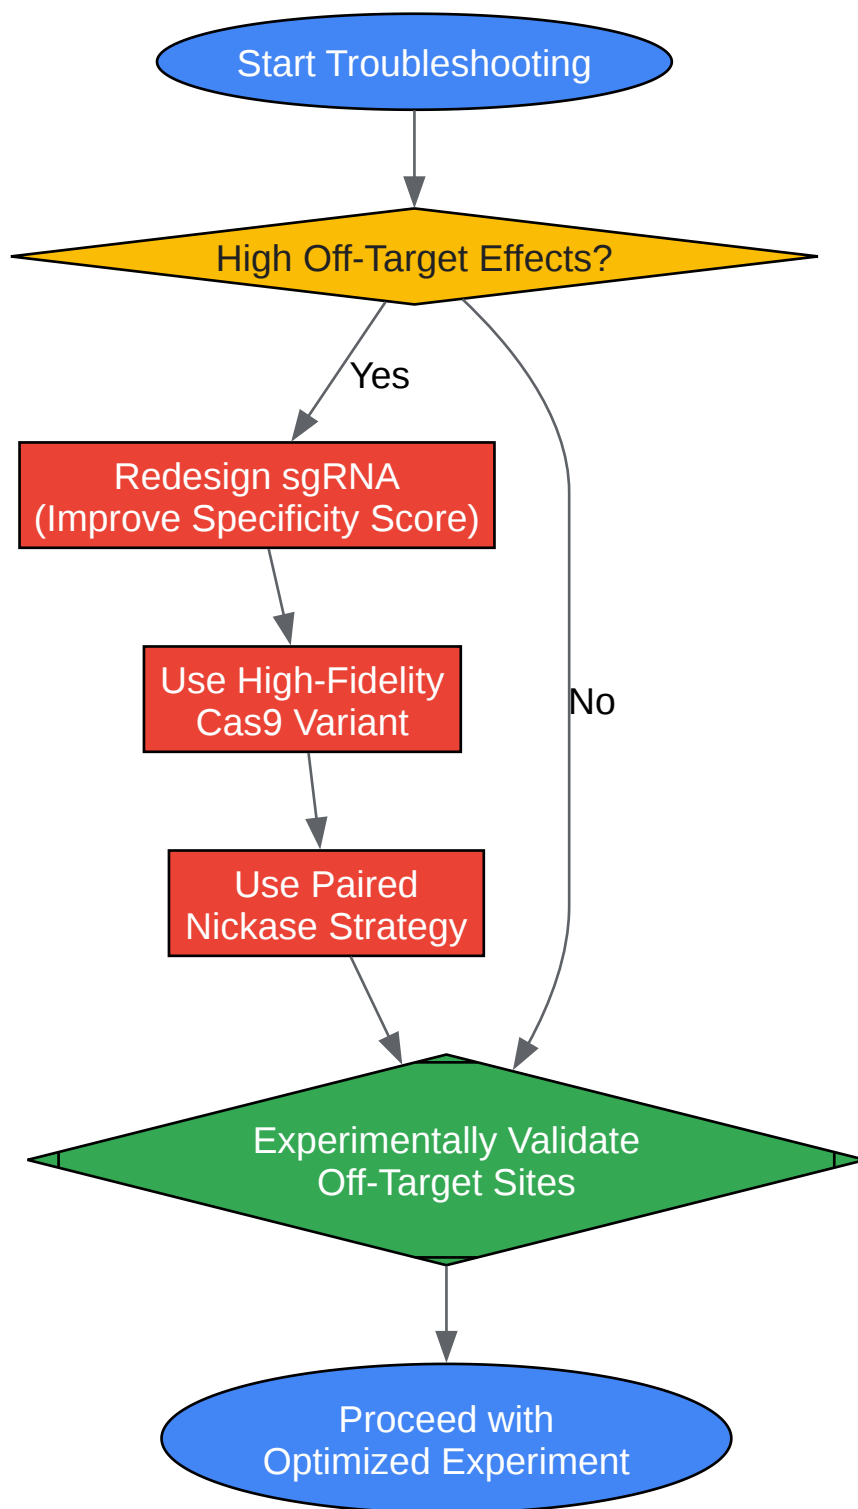 Start Troubleshooting
High Off-Target Effects?
Yes
Redesign sgRNA
(Improve Specificity Score)
Use High-Fidelity
Cas9 Variant
No
Use Paired
Nickase Strategy
Experimentally Validate
Off-Target Sites
Proceed with
Optimized Experiment